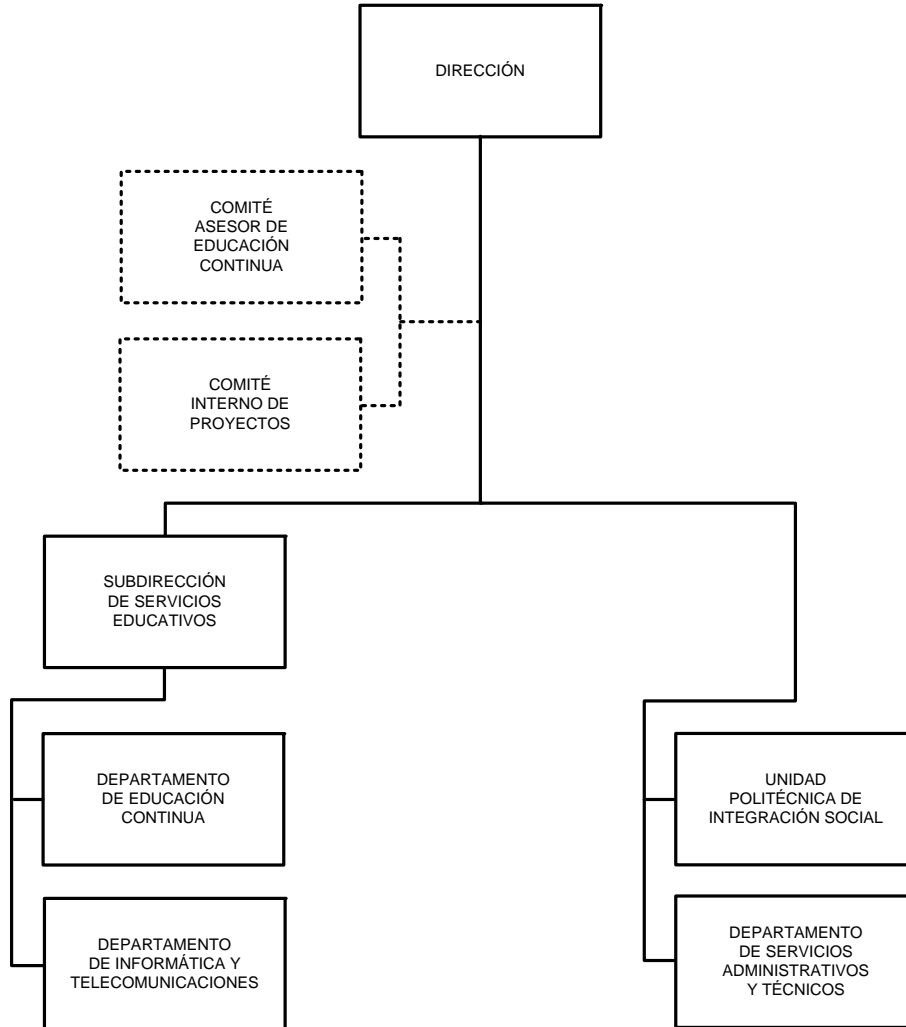 DIRECCIÓN
COMITÉ
ASESOR DE
EDUCACIÓN
CONTINUA
COMITÉ
INTERNO DE
PROYECTOS
SUBDIRECCIÓN
DE SERVICIOS
EDUCATIVOS
DEPARTAMENTO
DE EDUCACIÓN
CONTINUA
UNIDAD
POLITÉCNICA DE
INTEGRACIÓN SOCIAL
DEPARTAMENTO
DE INFORMÁTICA Y
TELECOMUNICACIONES
DEPARTAMENTO
DE SERVICIOS
ADMINISTRATIVOS
Y TÉCNICOS